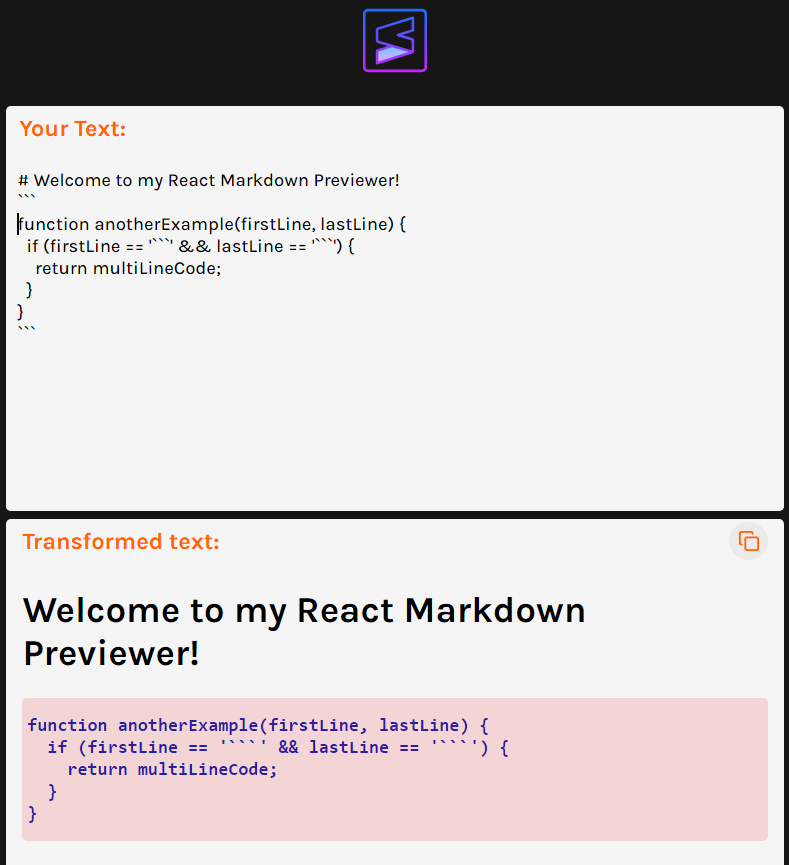 Your Text:
# Welcome to my React Markdown Previewer!
```
function anotherExample(firstLine, lastLine) {
  if (firstLine == '```' && lastLine == '```') {
    return multiLineCode;
  }
}
```
Transformed text:
Welcome to my React Markdown
Previewer!
function anotherExample(firstLine, lastLine) {
  if (firstLine == '```' && lastLine == '```') {
    return multiLineCode;
  }
}